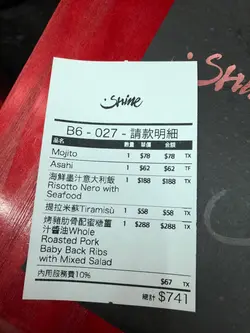 Shine
B6 - 027 - 請款明細
品名 數量 單價 金額
Mojito 1 $78 $78 TX
Asahi 1 $62 $62 TF
海鮮墨汁意大利飯 1 $188 $188 TX
Risotto Nero with
Seafood
提拉米蘇Tiramisù 1 $58 $58 TX
烤豬肋骨配蜜糖薑 1 $288 $288 TX
汁醬油Whole
Roasted Pork
Baby Back Ribs
with Mixed Salad
內用服務費10% $67 TX
總計 $741